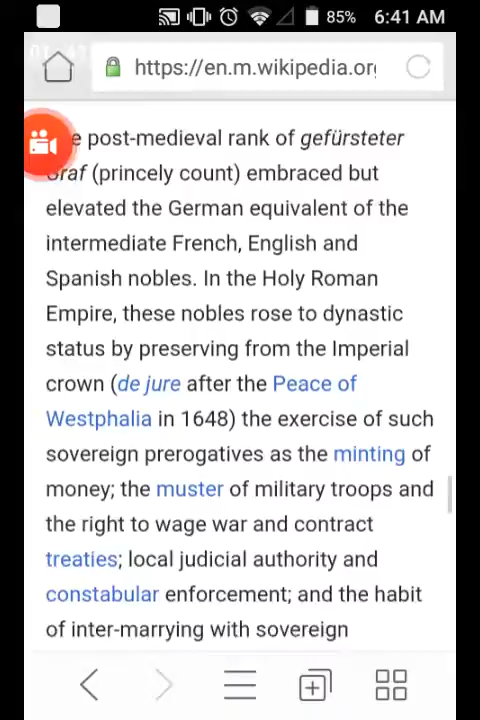 85% 6:41 AM
https://en.m.wikipedia.or
e post-medieval rank of gefürsteter
Graf (princely count) embraced but
elevated the German equivalent of the
intermediate French, English and
Spanish nobles. In the Holy Roman
Empire, these nobles rose to dynastic
status by preserving from the Imperial
crown (de jure after the Peace of
Westphalia in 1648) the exercise of such
sovereign prerogatives as the minting of
money; the muster of military troops and
the right to wage war and contract
treaties; local judicial authority and
constabular enforcement; and the habit
of inter-marrying with sovereign